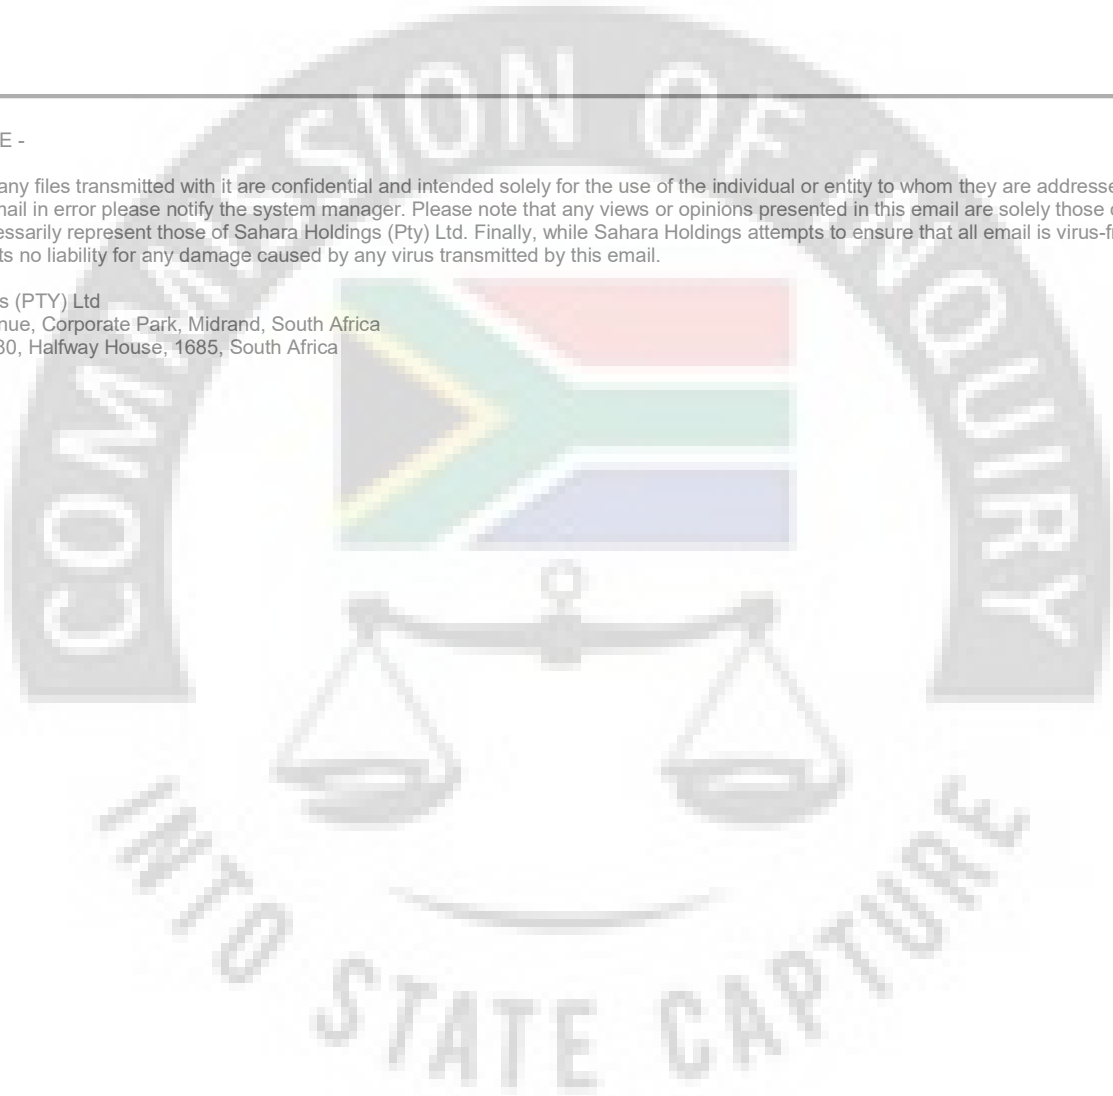 COMMISSION OF INQUIRY
E -
any files transmitted with it are confidential and intended solely for the use of the individual or entity to whom they are addresse
nail in error please notify the system manager. Please note that any views or opinions presented in this email are solely those
essarily represent those of Sahara Holdings (Pty) Ltd. Finally, while Sahara Holdings attempts to ensure that all email is virus-f
ts no liability for any damage caused by any virus transmitted by this email.
s (PTY) Ltd
nue, Corporate Park, Midrand, South Africa
30, Halfway House, 1685, South Africa
INTO STATE CAPTURE